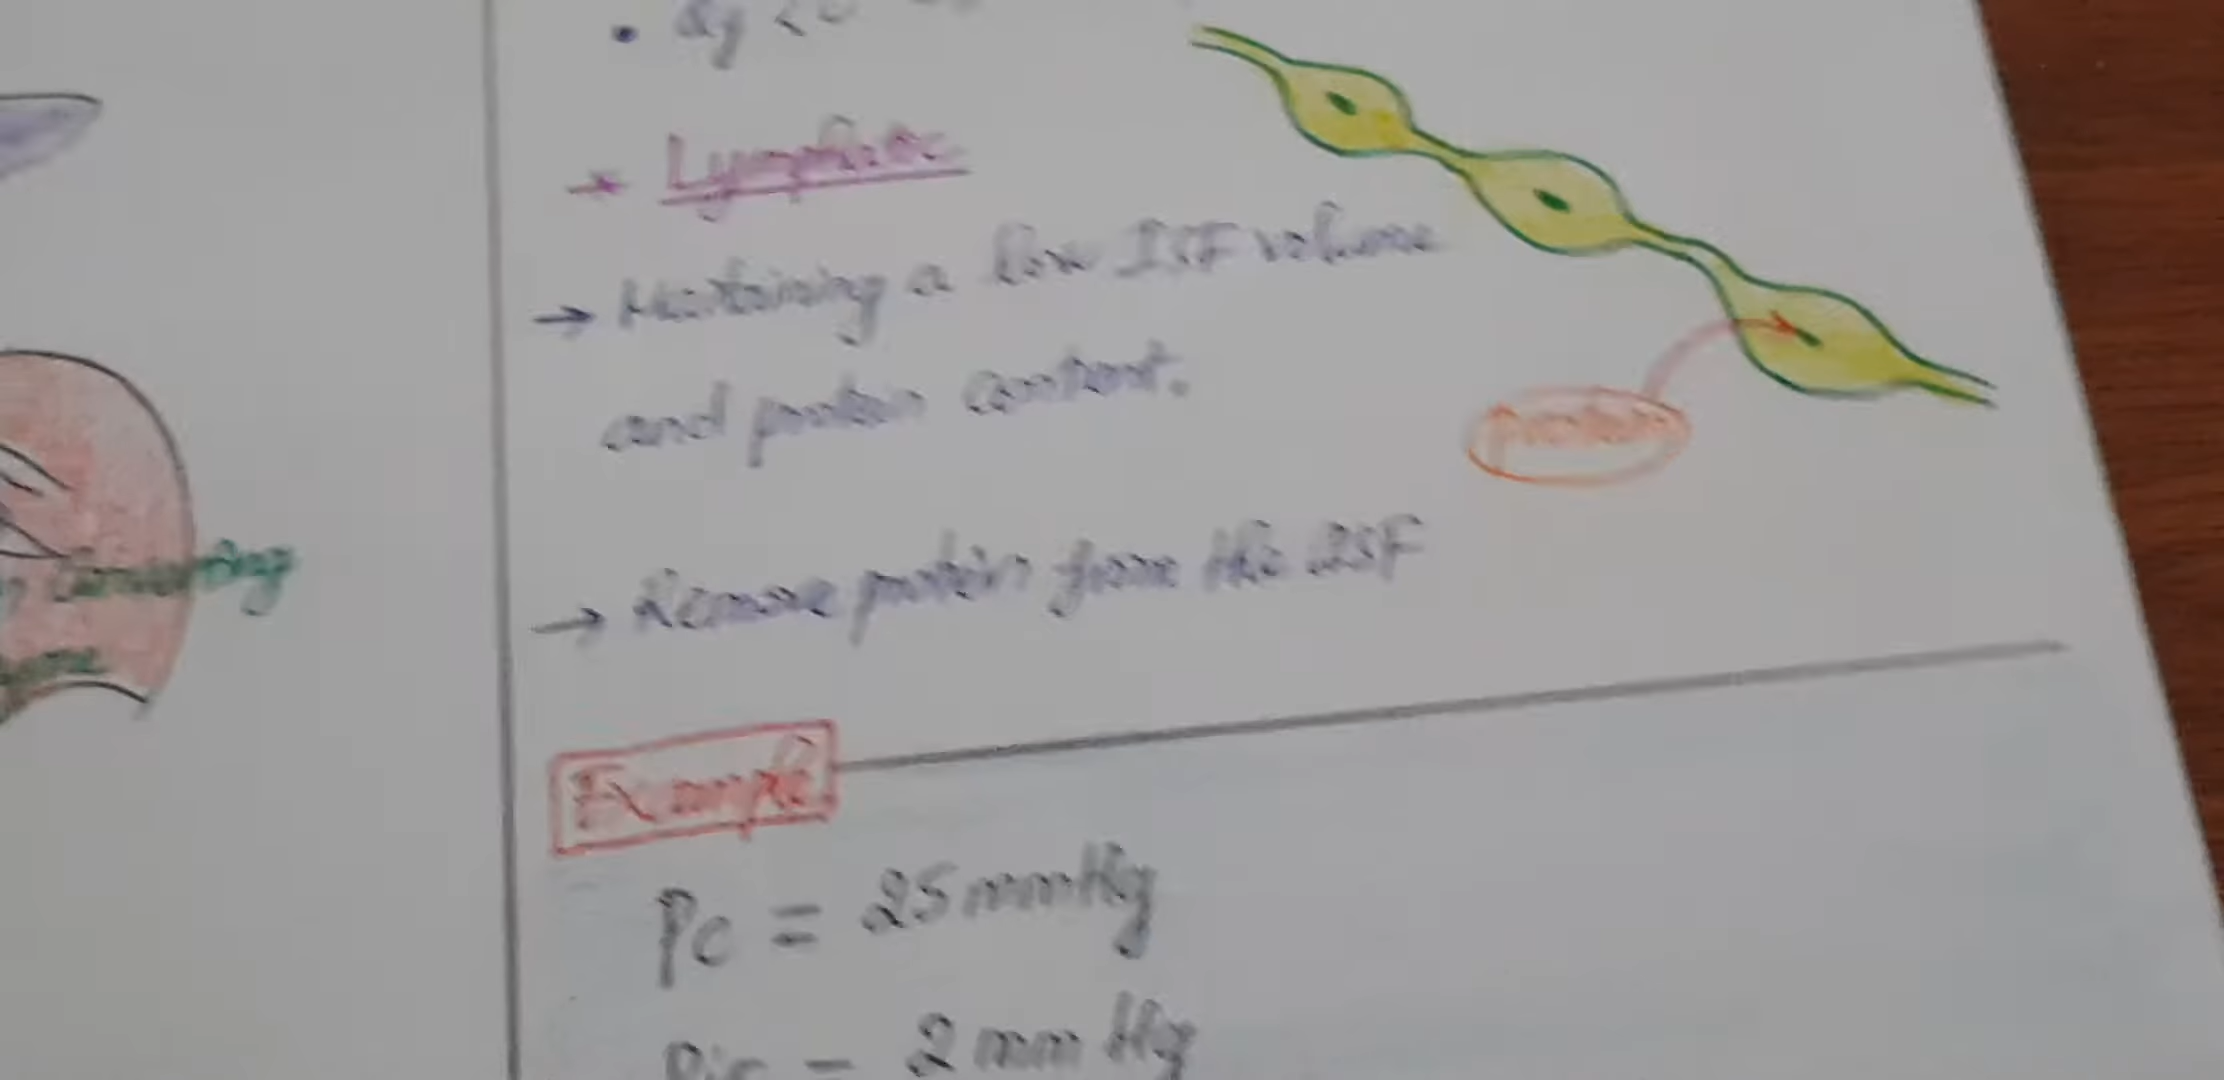 → Lymphatic
→ Maintaining a low ISF volume
and protein content.
protein
→ Remove protein from the ISF
Example
Pc = 25 mmHg
= 2 mm Hg